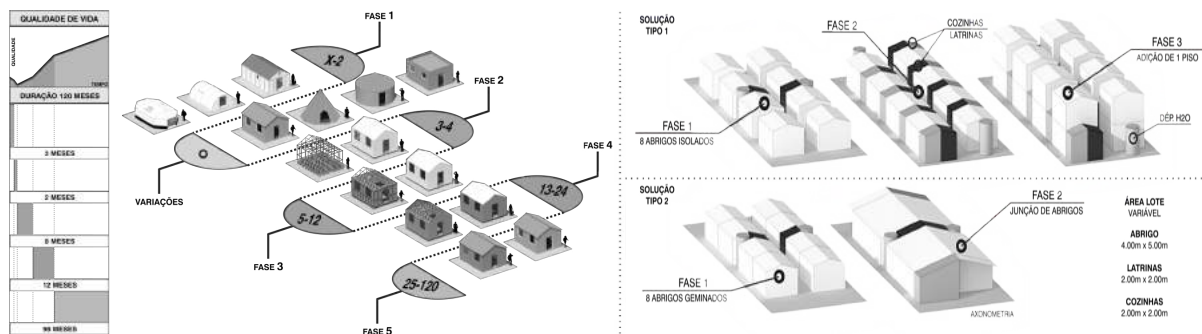 QUALIDADE DE VIDA
QUALIDADE
TEMPO
DURAÇÃO 120 MESES
3 MESES
2 MESES
8 MESES
12 MESES
96 MESES
FASE 1
X-2
FASE 2
3-4
FASE 4
13-24
O
VARIAÇÕES
5-12
FASE 3
25-120
FASE 5
SOLUÇÃO
TIPO 1
FASE 1
8 ABRIGOS ISOLADOS
FASE 2
COZINHAS
LATRINAS
FASE 3
ADIÇÃO DE 1 PISO
DÉP. H2O
SOLUÇÃO
TIPO 2
FASE 1
8 ABRIGOS GEMINADOS
FASE 2
JUNÇÃO DE ABRIGOS
AXONOMETRIA
ÁREA LOTE
VARIÁVEL
ABRIGO
4.00m x 5.00m
LATRINAS
2.00m x 2.00m
COZINHAS
2.00m x 2.00m